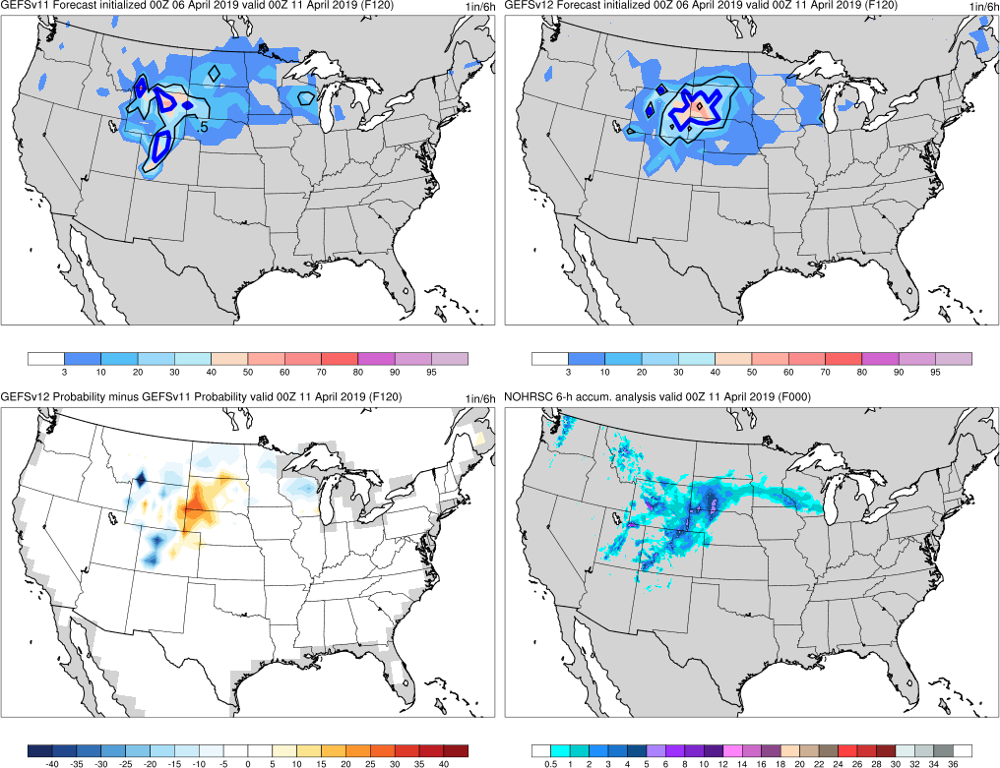 GEFSv11 Forecast initialized 00Z 06 April 2019 valid 00Z 11 April 2019 (F120)
1in/6h
.5
3 10 20 30 40 50 60 70 80 90 95
GEFSv12 Forecast initialized 00Z 06 April 2019 valid 00Z 11 April 2019 (F120)
1in/6h
3 10 20 30 40 50 60 70 80 90 95
GEFSv12 Probability minus GEFSv11 Probability valid 00Z 11 April 2019 (F120)
1in/6h
-40 -35 -30 -25 -20 -15 -10 -5 0 5 10 15 20 25 30 35 40
NOHRSC 6-h accum. analysis valid 00Z 11 April 2019 (F000)
0.5 1 2 3 4 5 6 8 10 12 14 16 18 20 22 24 26 28 30 32 34 36